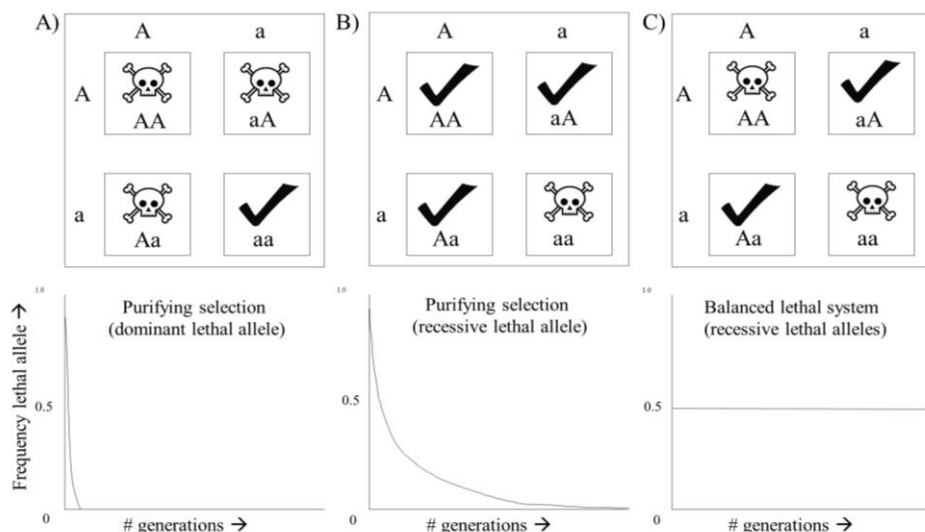 A)
A a
A
AA aA
a
Aa aa
B)
A a
A
AA aA
a
Aa aa
C)
A a
A
AA aA
a
Aa aa
Frequency lethal allele →
1.0
0.5
0
Purifying selection
(dominant lethal allele)
# generations →
1.0
0.5
0
Purifying selection
(recessive lethal allele)
# generations →
1.0
0.5
0
Balanced lethal system
(recessive lethal alleles)
# generations →